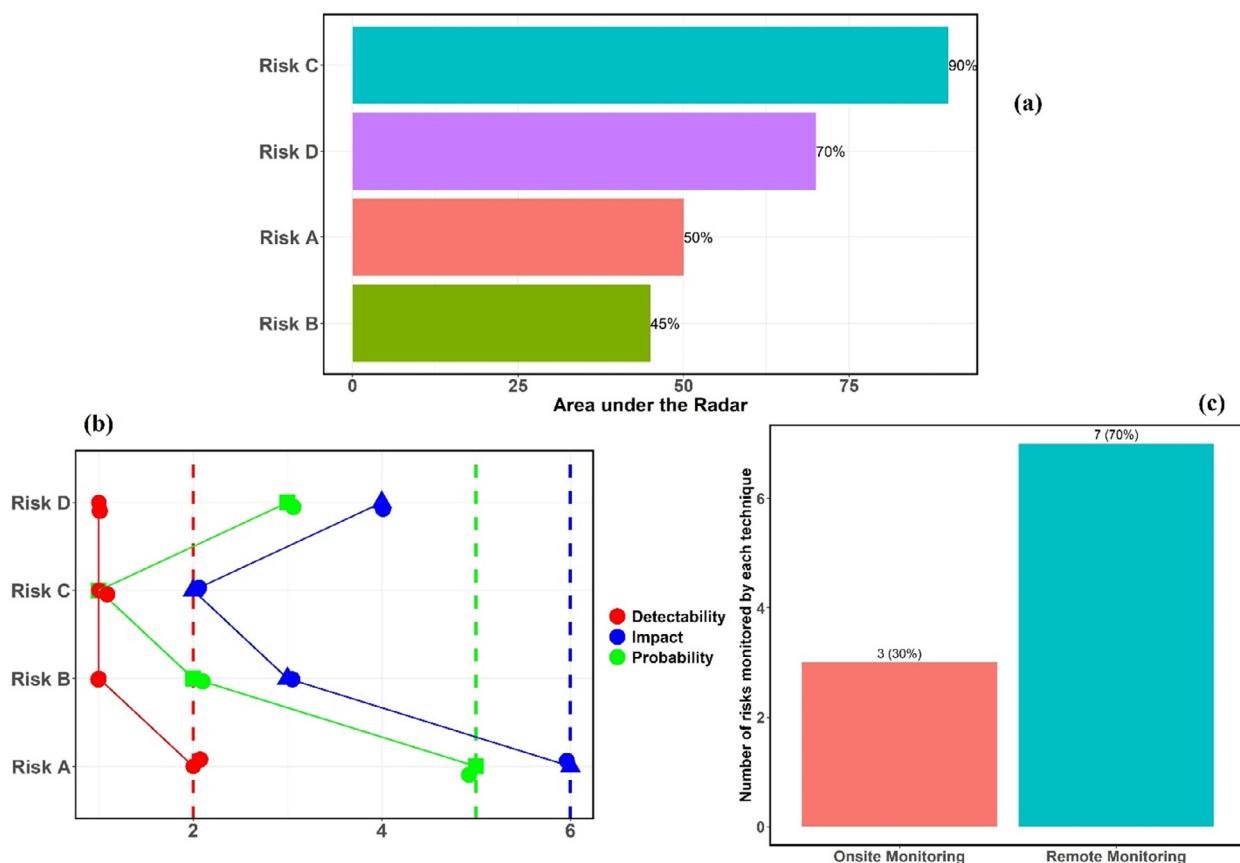 Risk C
90%
(a)
Risk D
70%
Risk A
50%
Risk B
45%
0 25 50 75
Area under the Radar
(b)
Risk D
Risk C
Risk B
Risk A
2 4 6
Detectability
Impact
Probability
(c)
Number of risks monitored by each technique
7 (70%)
3 (30%)
6
4
2
0
Onsite Monitoring Remote Monitoring